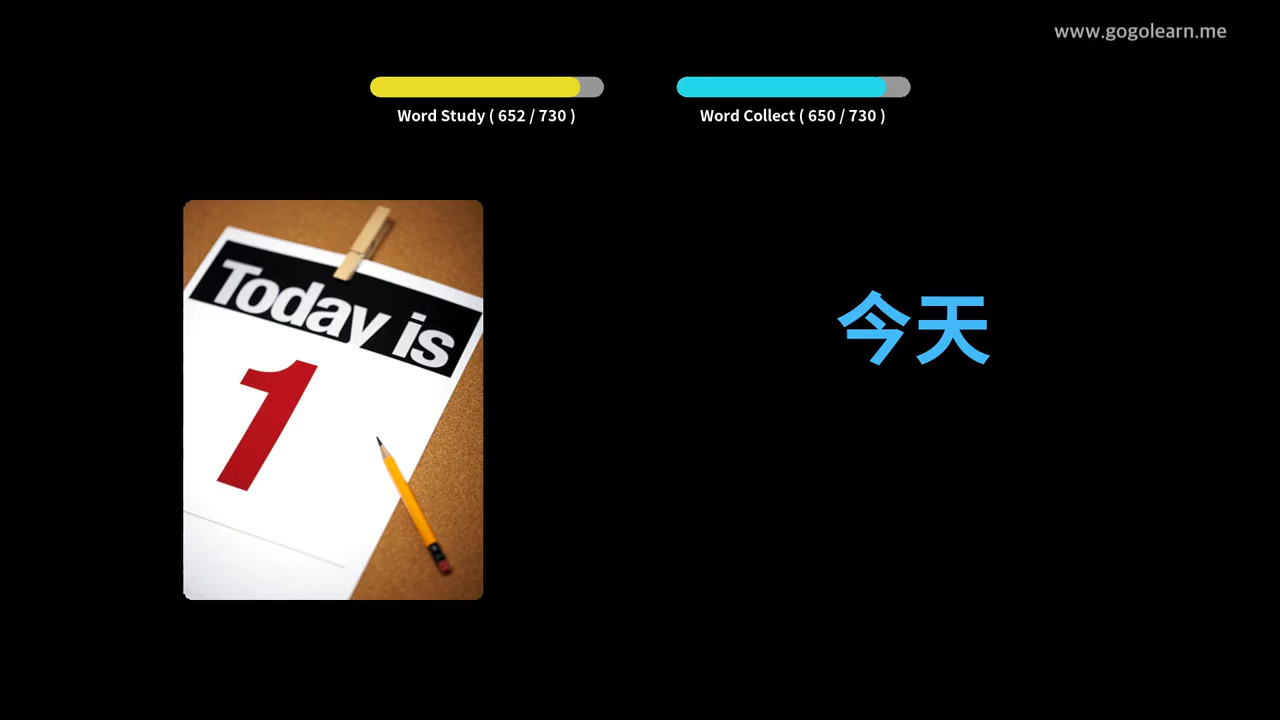 www.gogolearn.me
Word Study ( 652 / 730 )
Word Collect ( 650 / 730 )
Today is
1
今天